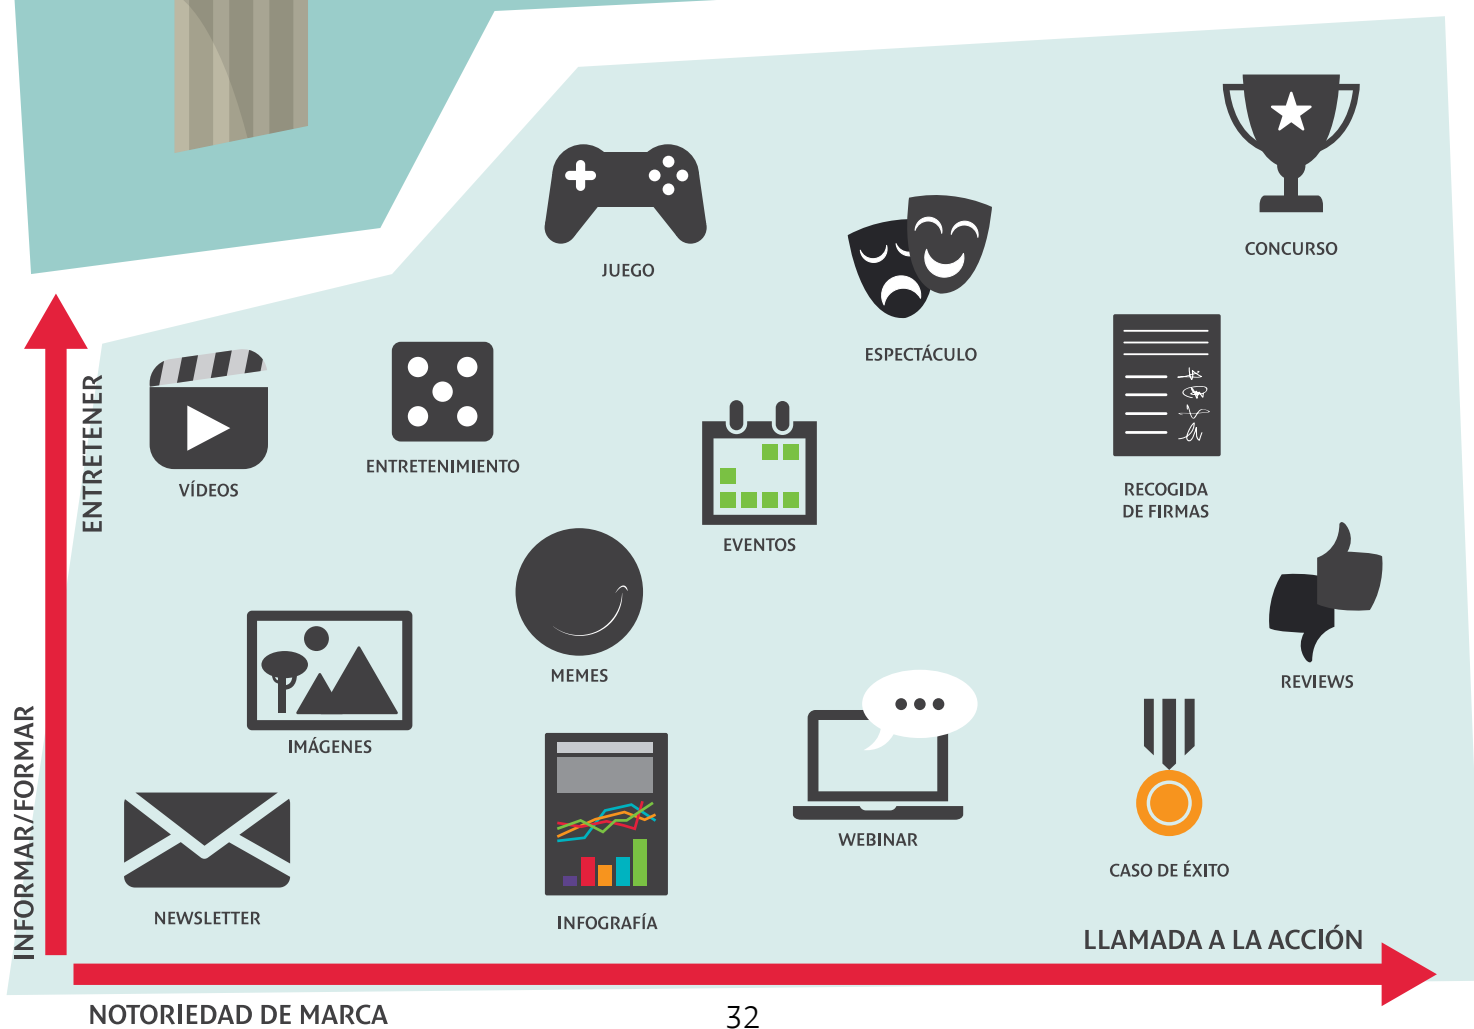 CONCURSO
JUEGO
ESPECTÁCULO
ENTRETENER
ENTRETENIMIENTO
VÍDEOS
RECOGIDA
DE FIRMAS
EVENTOS
MEMES
REVIEWS
IMÁGENES
INFORMAR/FORMAR
WEBINAR
CASO DE ÉXITO
NEWSLETTER
INFOGRAFÍA
LLAMADA A LA ACCIÓN
NOTORIEDAD DE MARCA
32